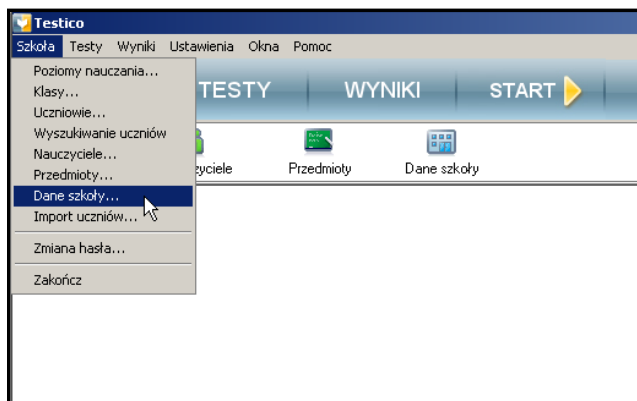 Testico
Szkoła Testy Wyniki Ustawienia Okna Pomoc
Poziomy nauczania...
Klasy...
Uczniowie...
Wyszukiwanie uczniów
Nauczyciele...
Przedmioty...
Dane szkoły...
Import uczniów...
Zmiana hasła...
Zakończ
TESTY WYNIKI START
zyciele Przedmioty Dane szkoły